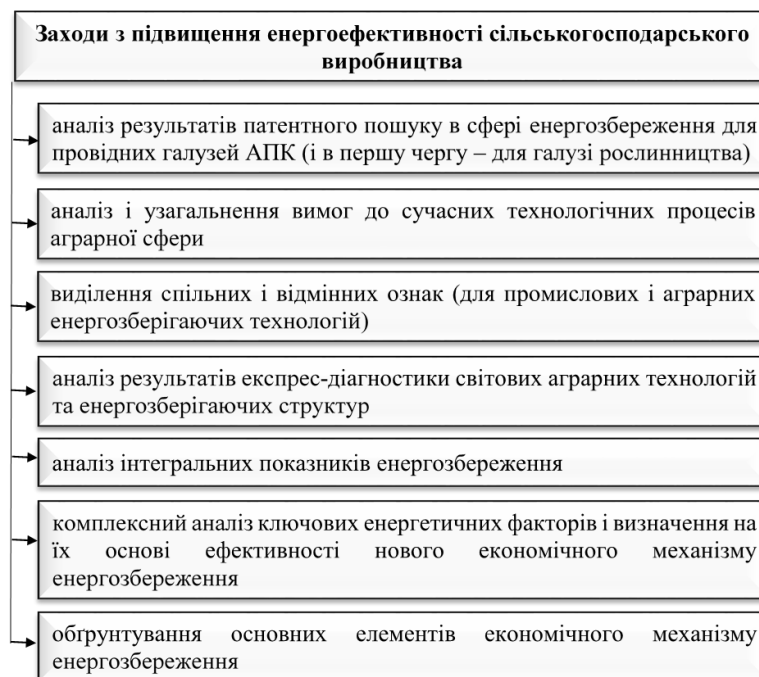 Заходи з підвищення енергоефективності сільськогосподарського
виробництва
аналіз результатів патентного пошуку в сфері енергозбереження для
провідних галузей АПК (і в першу чергу – для галузі рослинництва)
аналіз і узагальнення вимог до сучасних технологічних процесів
аграрної сфери
виділення спільних і відмінних ознак (для промислових і аграрних
енергозберігаючих технологій)
аналіз результатів експрес-діагностики світових аграрних технологій
та енергозберігаючих структур
аналіз інтегральних показників енергозбереження
комплексний аналіз ключових енергетичних факторів і визначення на
їх основі ефективності нового економічного механізму
енергозбереження
обґрунтування основних елементів економічного механізму
енергозбереження